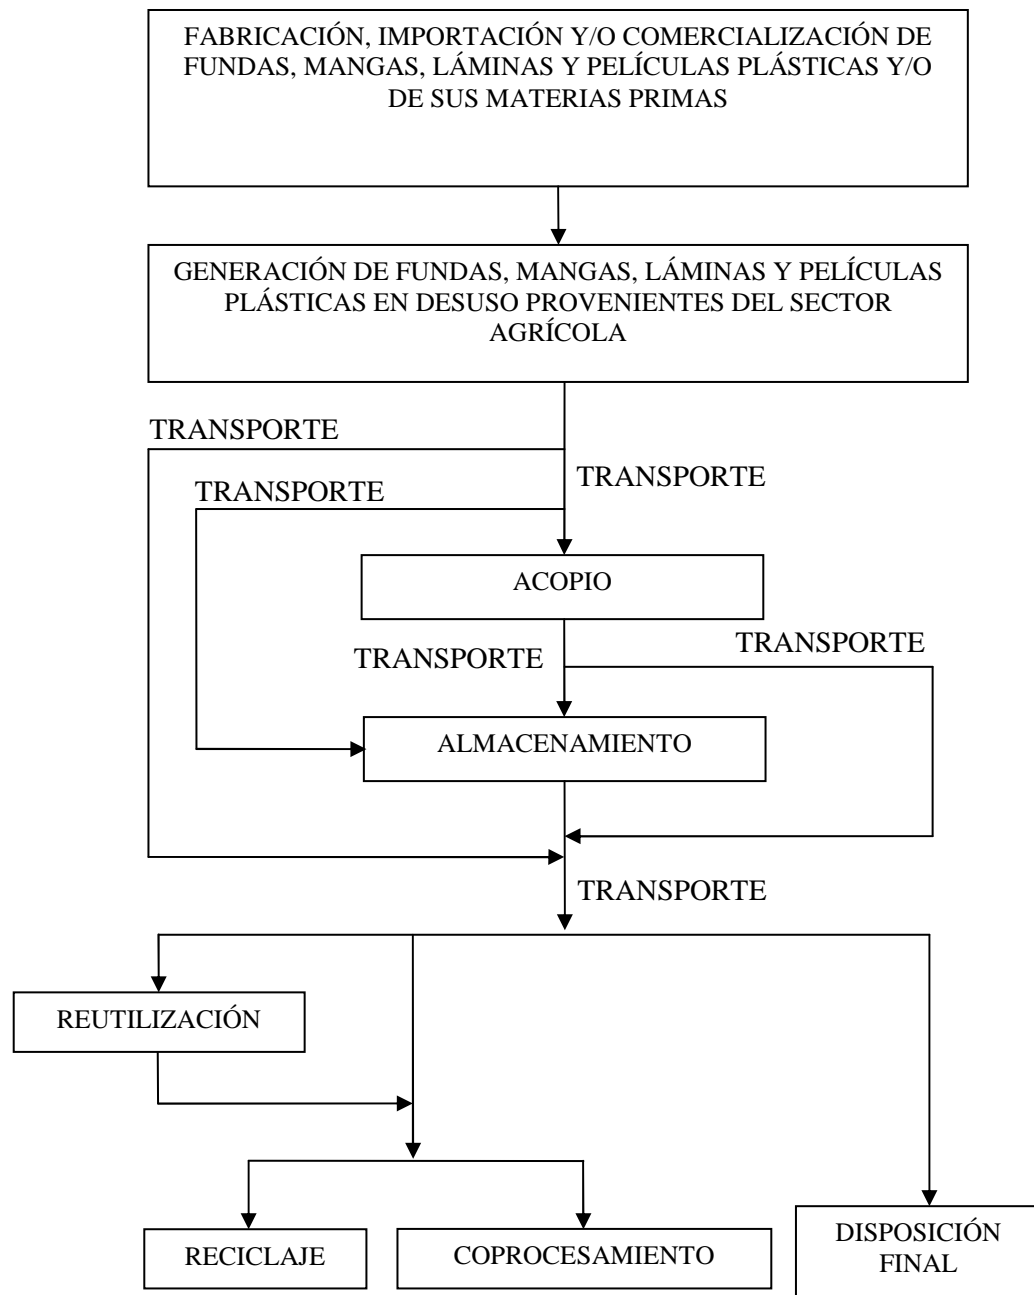 FABRICACIÓN, IMPORTACIÓN Y/O COMERCIALIZACIÓN DE
FUNDAS, MANGAS, LÁMINAS Y PELÍCULAS PLÁSTICAS Y/O
DE SUS MATERIAS PRIMAS
GENERACIÓN DE FUNDAS, MANGAS, LÁMINAS Y PELÍCULAS
PLÁSTICAS EN DESUSO PROVENIENTES DEL SECTOR
AGRÍCOLA
TRANSPORTE
TRANSPORTE
TRANSPORTE
ACOPIO
TRANSPORTE
TRANSPORTE
ALMACENAMIENTO
TRANSPORTE
REUTILIZACIÓN
RECICLAJE
COPROCESAMIENTO
DISPOSICIÓN
FINAL